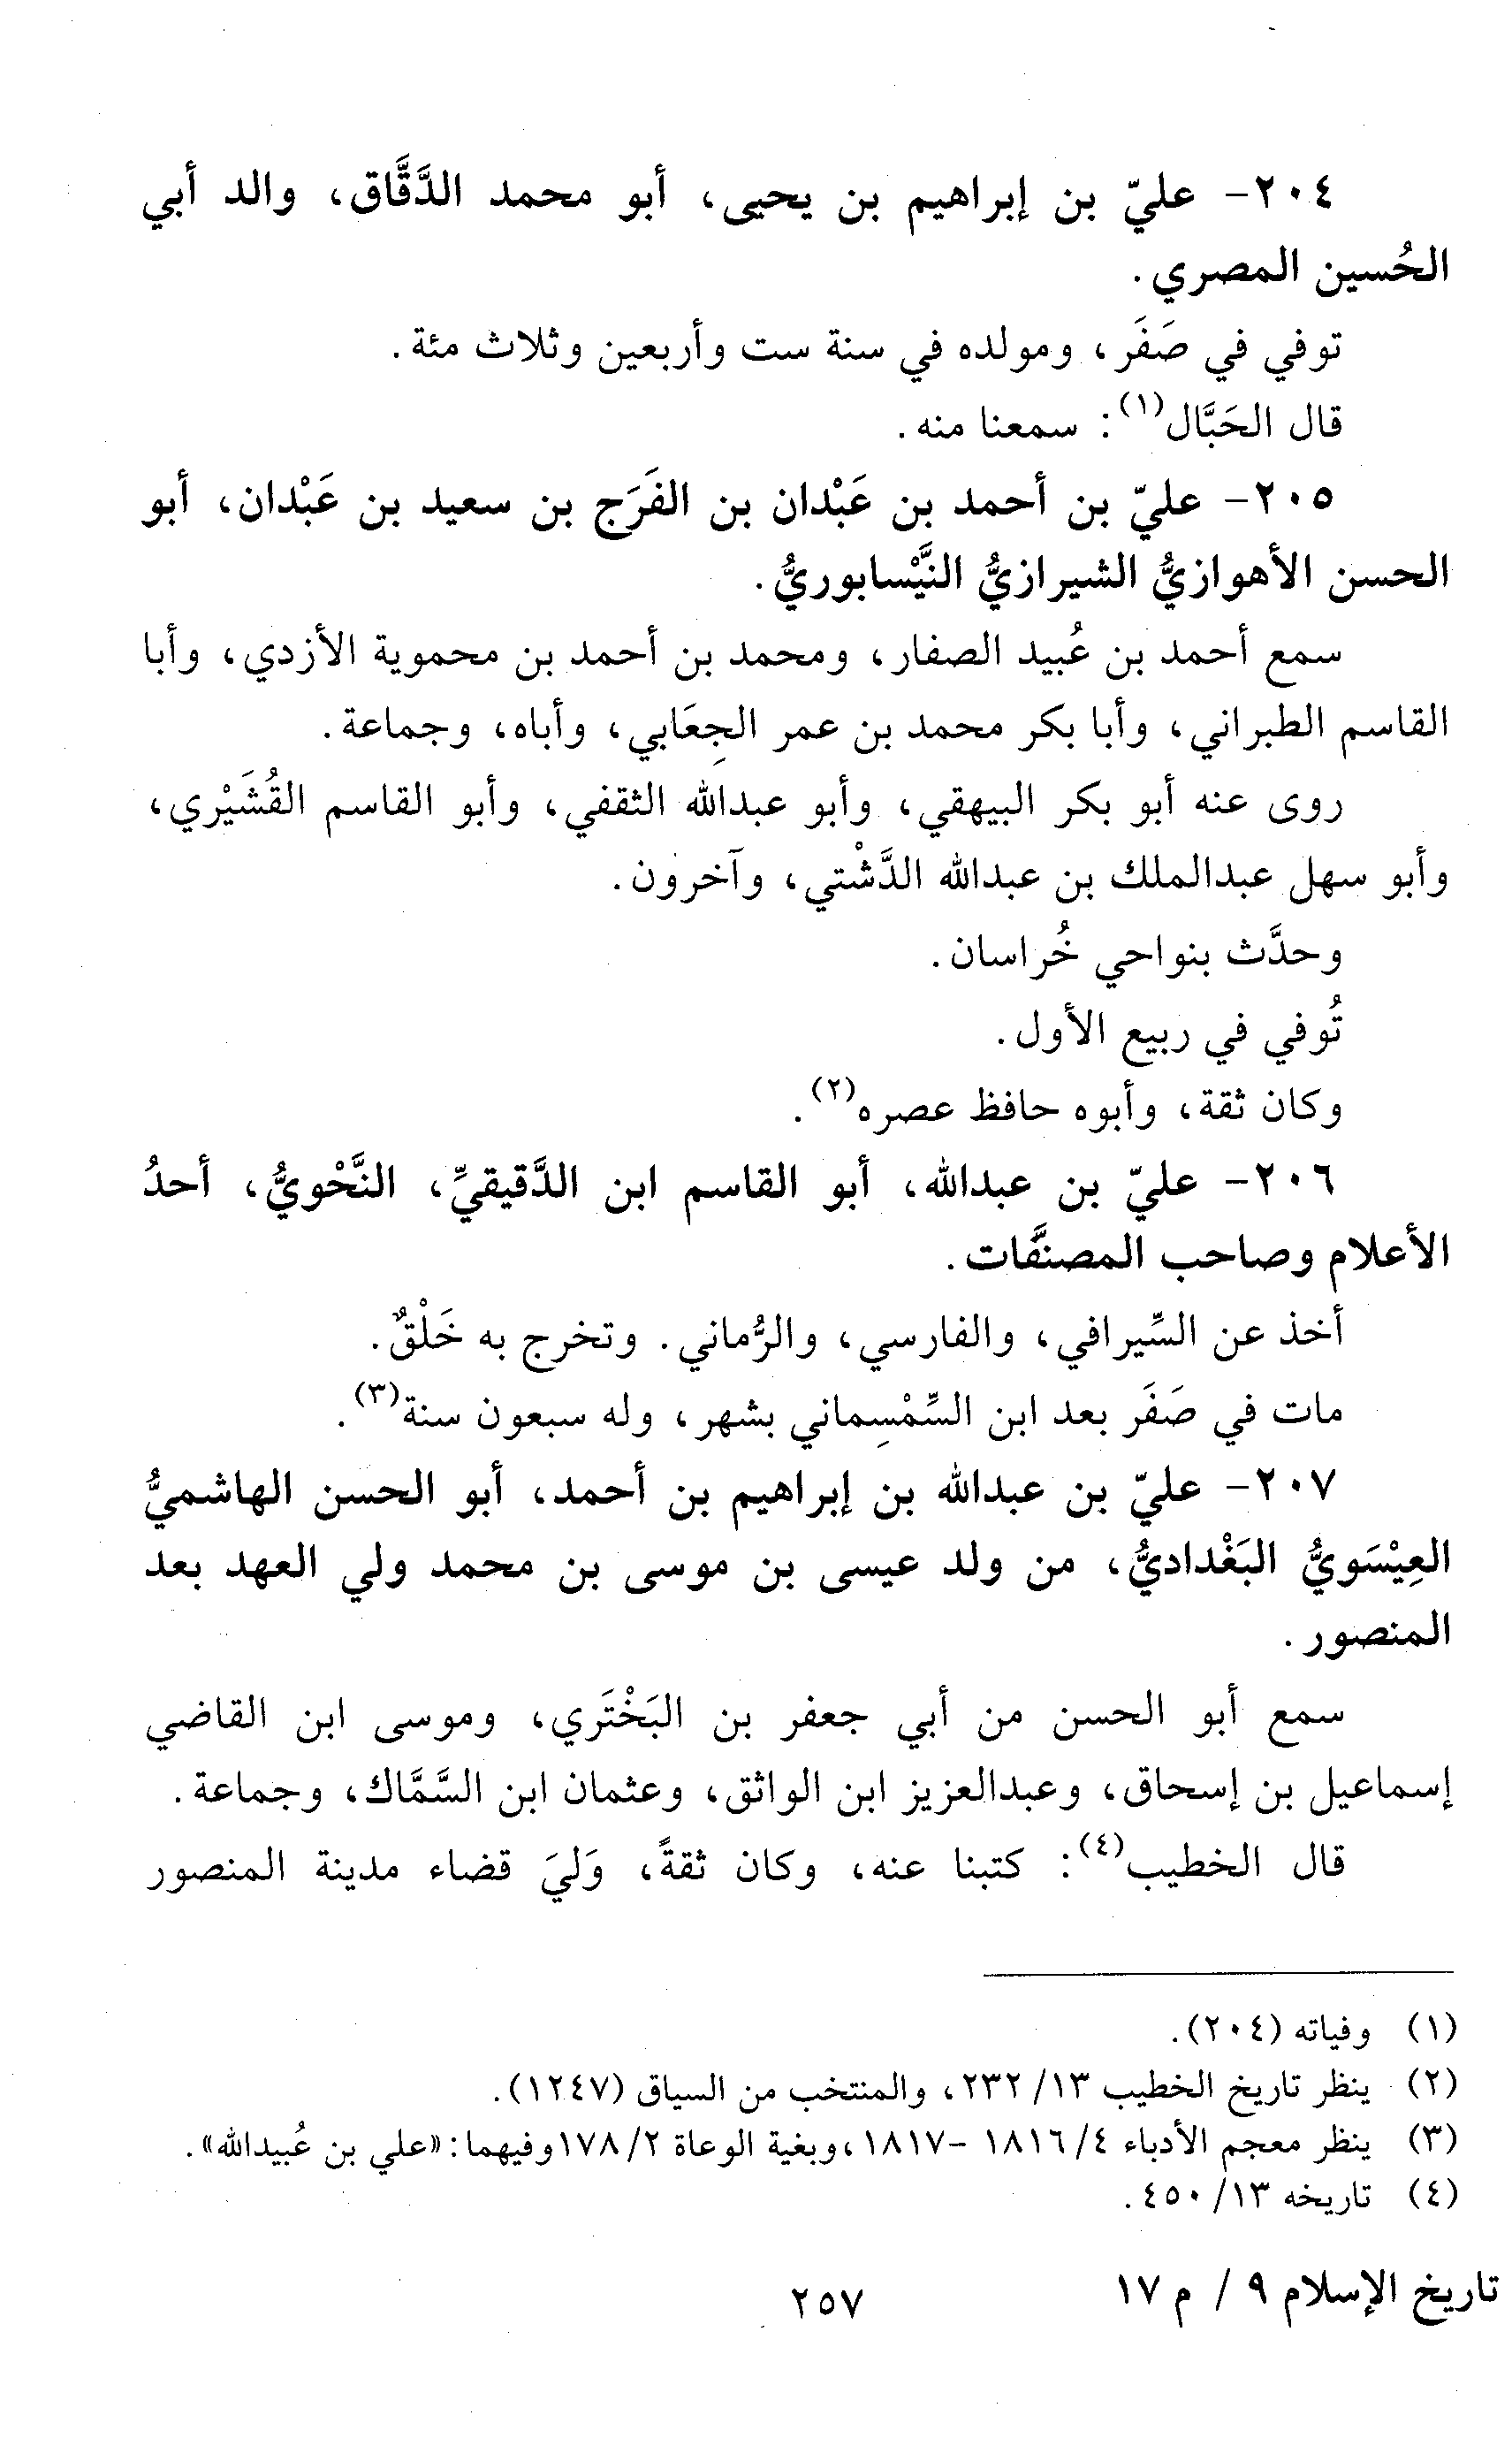 ٢٠٤- عليّ بن إبراهيم بن يحيى، أبو محمد الدَّقَّاق، والد أبي
الحُسين المصري.
توفي في صَفَر، ومولده في سنة ست وأربعين وثلاث مئة.
قال الحَبَّال(١): سمعنا منه.
٢٠٥- عليّ بن أحمد بن عَبْدان بن الفَرَج بن سعيد بن عَبْدان، أبو
الحسن الأهوازيُّ الشيرازيُّ النَّيْسابوريُّ.
سمع أحمد بن عُبيد الصفار، ومحمد بن أحمد بن محموية الأزدي، وأبا
القاسم الطبراني، وأبا بكر محمد بن عمر الجِعَابي، وأباه، وجماعة.
روى عنه أبو بكر البيهقي، وأبو عبدالله الثقفي، وأبو القاسم القُشَيْري،
وأبو سهل عبدالملك بن عبدالله الدَّشْتي، وآخرون.
وحدَّث بنواحي خُراسان.
تُوفي في ربيع الأول.
وكان ثقة، وأبوه حافظ عصره(٢).
٢٠٦- عليّ بن عبدالله، أبو القاسم ابن الدَّقيقيِّ، النَّحْويُّ، أحدُ
الأعلام وصاحب المصنَّفات.
أخذ عن السِّيرافي، والفارسي، والرُّماني. وتخرج به خَلْقٌ.
مات في صَفَر بعد ابن السِّمْسِماني بشهر، وله سبعون سنة(٣).
٢٠٧- عليّ بن عبدالله بن إبراهيم بن أحمد، أبو الحسن الهاشميُّ
العِيْسَويُّ البَغْداديُّ، من ولد عيسى بن موسى بن محمد ولي العهد بعد
المنصور.
سمع أبو الحسن من أبي جعفر بن البَخْتَري، وموسى ابن القاضي
إسماعيل بن إسحاق، وعبدالعزيز ابن الواثق، وعثمان ابن السَّمَّاك، وجماعة.
قال الخطيب(٤): كتبنا عنه، وكان ثقةً، وَليَ قضاء مدينة المنصور
(١) وفياته (٢٠٤).
(٢) ينظر تاريخ الخطيب ١٣/ ٢٣٢، والمنتخب من السياق (١٢٤٧).
(٣) ينظر معجم الأدباء ٤/ ١٨١٦ -١٨١٧، وبغية الوعاة ٢/ ١٧٨ وفيهما: «علي بن عُبيدالله».
(٤) تاريخه ١٣/ ٤٥٠.
تاريخ الإسلام ٩ / م ١٧
٢٥٧